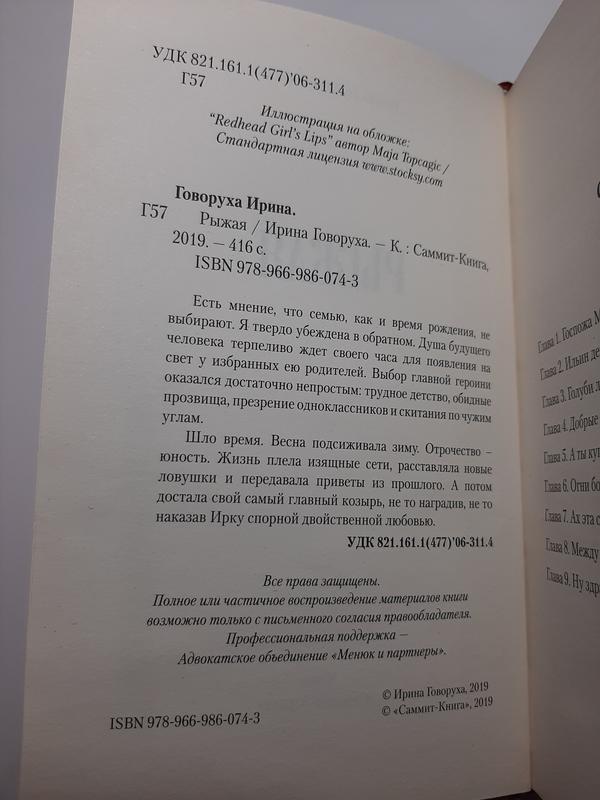 УДК 821.161.1(477)'06-311.4
Г57
Иллюстрация на обложке:
"Redhead Girl's Lips" автор Maja Topcagic /
Стандартная лицензия www.stocksy.com
Говоруха Ирина.
Г57
Рыжая / Ирина Говоруха. — К. : Саммит-Книга,
2019. — 416 с.
ISBN 978-966-986-074-3
Есть мнение, что семью, как и время рождения, не
выбирают. Я твердо убеждена в обратном. Душа будущего
человека терпеливо ждет своего часа для появления на
свет у избранных ею родителей. Выбор главной героини
оказался достаточно непростым: трудное детство, обидные
прозвища, презрение одноклассников и скитания по чужим
углам.
Шло время. Весна подсиживала зиму. Отрочество –
юность. Жизнь плела изящные сети, расставляла новые
ловушки и передавала приветы из прошлого. А потом
достала свой самый главный козырь, не то наградив, не то
наказав Ирку спорной двойственной любовью.
УДК 821.161.1(477)'06-311.4
Все права защищены.
Полное или частичное воспроизведение материалов книги
возможно только с письменного согласия правообладателя.
Профессиональная поддержка —
Адвокатское объединение «Менюк и партнеры».
© Ирина Говоруха, 2019
© «Саммит-Книга», 2019
ISBN 978-966-986-074-3
Глава 1. Госпожа
Глава 2. Ильин
Глава 3. Голуби
Глава 4. Добрые
Глава 5. А ты
Глава 6. Огни
Глава 7. Ах эта
Глава 8. Между
Глава 9. Ну